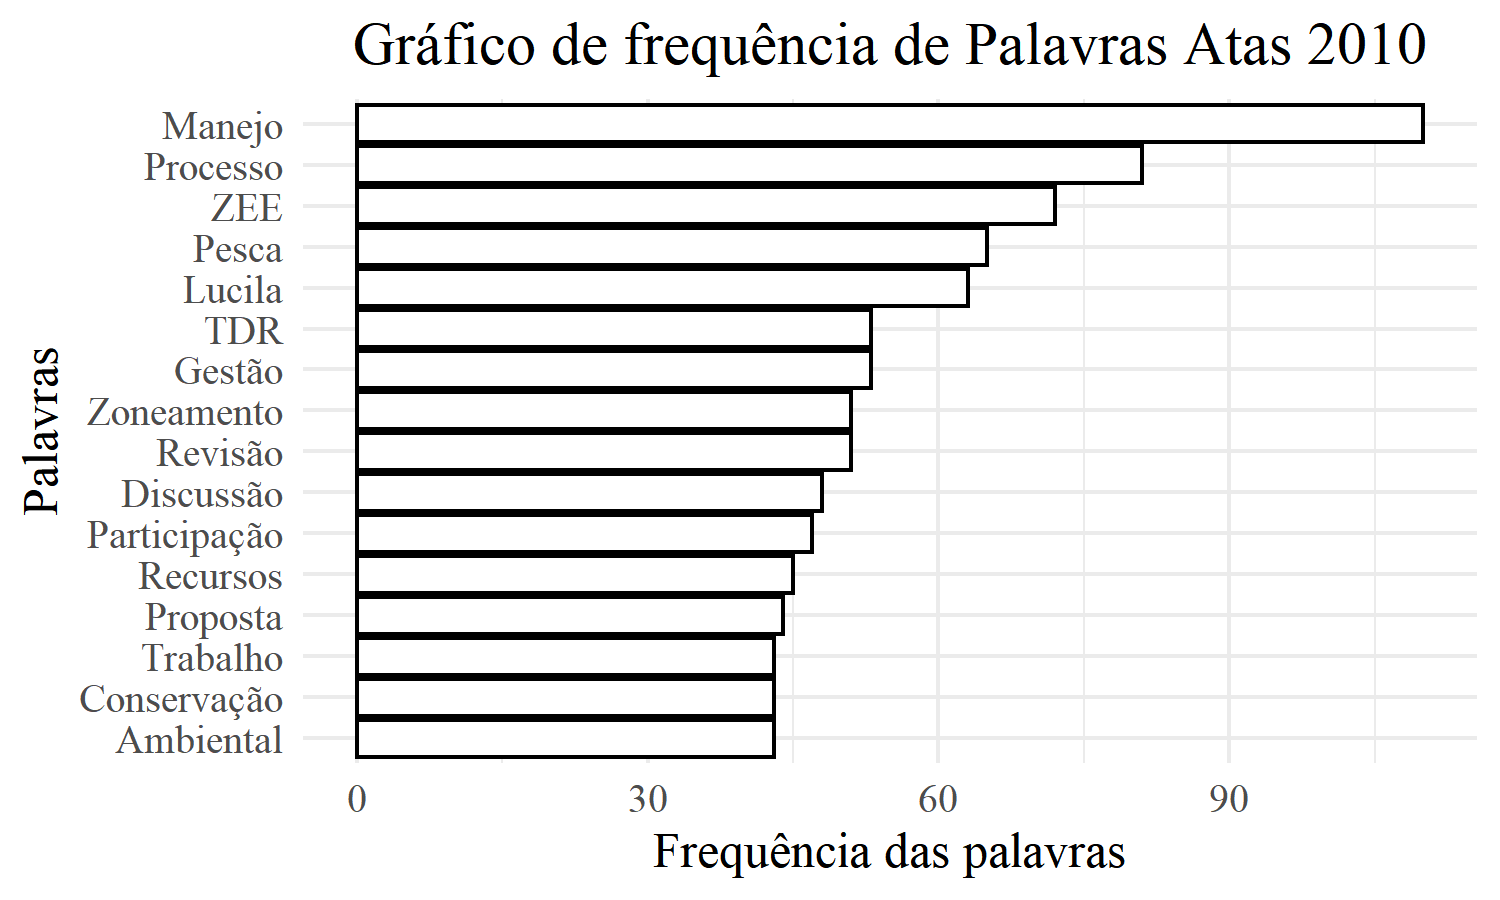 Gráfico de frequência de Palavras Atas 2010
Palavras
Manejo
Processo
ZEE
Pesca
Lucila
TDR
Gestão
Zoneamento
Revisão
Discussão
Participação
Recursos
Proposta
Trabalho
Conservação
Ambiental
0 30 60 90
Frequência das palavras